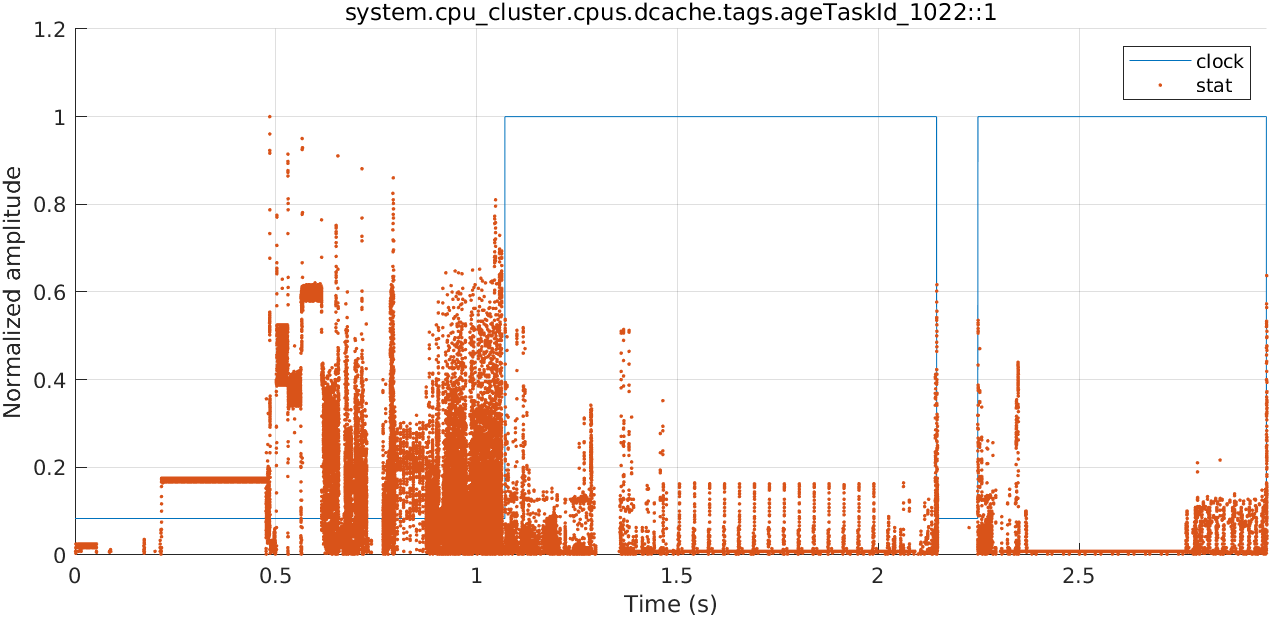 system.cpu_cluster.cpus.dcache.tags.ageTaskId_1022::1
1.2
1
0.8
0.6
0.4
0.2
0
Normalized amplitude
clock
stat
0
0.5
1
1.5
2
2.5
Time (s)